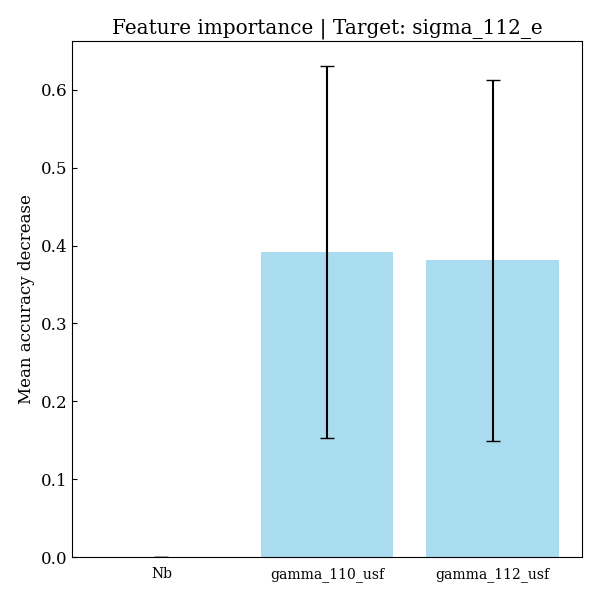 Feature importance | Target: sigma_112_e
Mean accuracy decrease
0.6
0.5
0.4
0.3
0.2
0.1
0.0
Nb
gamma_110_usf
gamma_112_usf